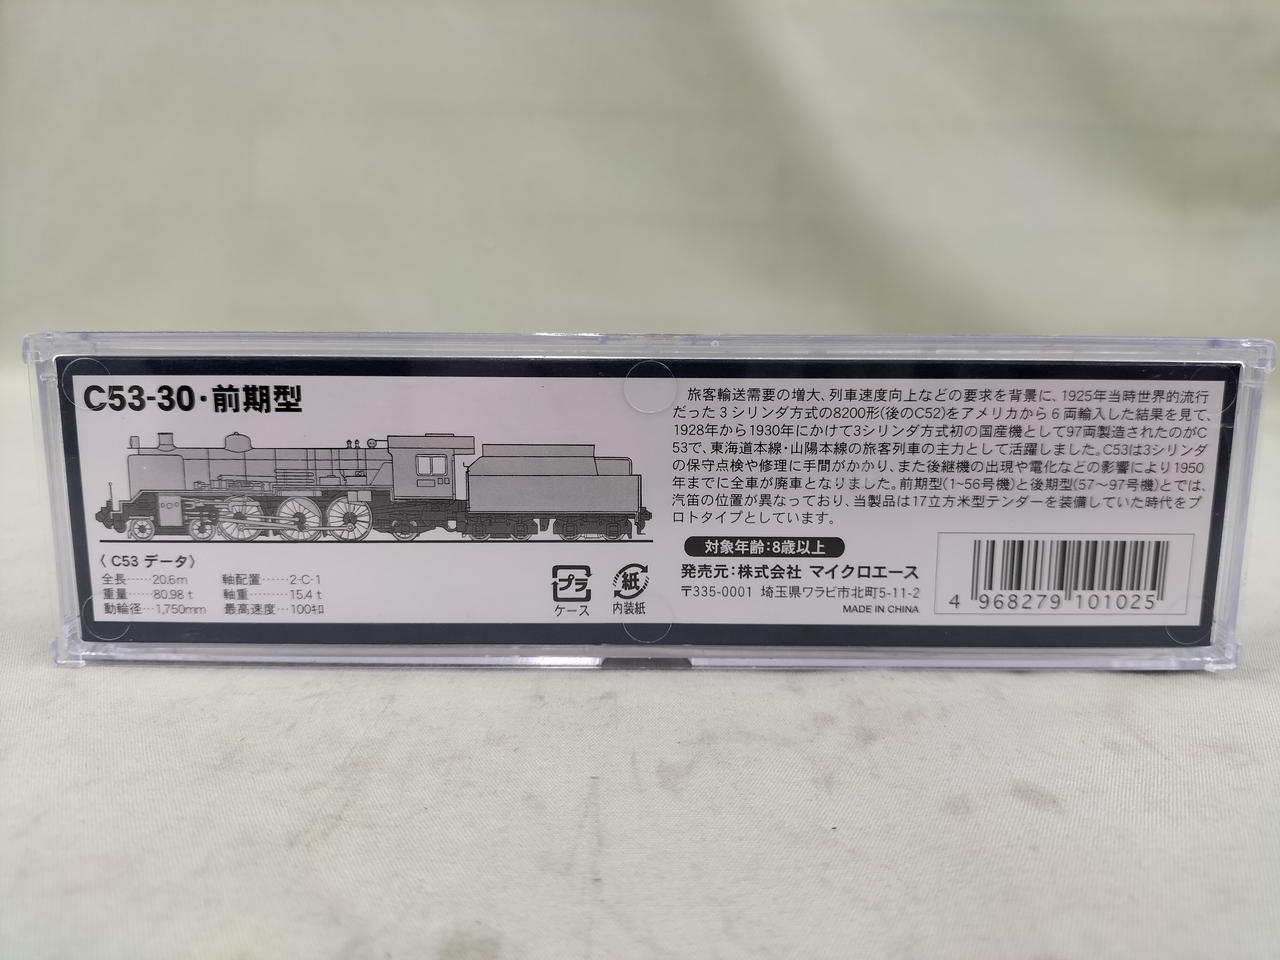 C53-30・前期型
〈 C53 データ〉
全長……20.6m 軸配置……2-C-1
重量……80.98 t 軸重……15.4 t
動輪径…1,750mm 最高速度…100㌔
プラ
ケース
紙
内装紙
旅客輸送需要の増大、列車速度向上などの要求を背景に、1925年当時世界的流行
だった３シリンダ方式の8200形(後のC52)をアメリカから６両輸入した結果を見て、
1928年から1930年にかけて3シリンダ方式初の国産機として97両製造されたのがC
53で、東海道本線・山陽本線の旅客列車の主力として活躍しました。C53は3シリンダ
の保守点検や修理に手間がかかり、また後継機の出現や電化などの影響により1950
年までに全車が廃車となりました。前期型(1~56号機)と後期型(57〜97号機)とでは、
汽笛の位置が異なっており、当製品は17立方米型テンダーを装備していた時代をプ
ロトタイプとしています。
対象年齢:8歳以上
発売元:株式会社 マイクロエース
〒335-0001 埼玉県ワラビ市北町5-11-2
MADE IN CHINA
4 968279 101025